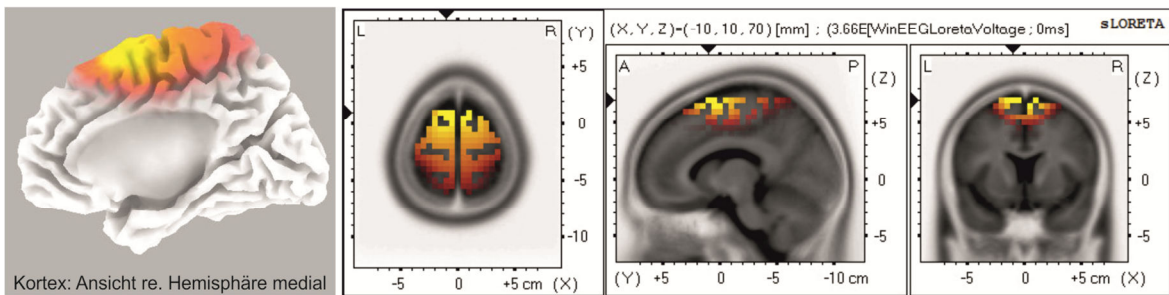 Kortex: Ansicht re. Hemisphäre medial
L R (Y)
+5
0
-5
-10
-5 0 +5 cm (X)
(X, Y, Z)=(-10, 10, 70) [mm] ; (3.66E[WinEEGLoretaVoltage ; 0ms]
sLORETA
A P (Z)
+5
0
-5
(Y) +5 0 -5 -10 cm
L R (Z)
+5
0
-5
-5 0 +5 cm (X)